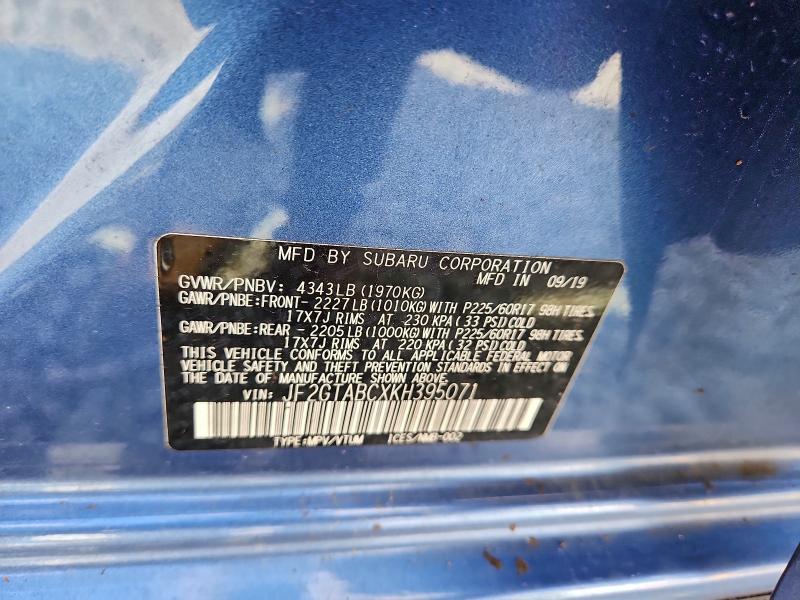 MFD BY SUBARU CORPORATION
MFD IN 09/19
GVWR/PNBV: 4343LB (1970KG)
GAWR/PNBE:FRONT- 2227LB (1010KG) WITH P225/60R17 98H TIRES,
17X7J RIMS AT 230 KPA( 33 PSI) COLD
GAWR/PNBE:REAR - 2205LB (1000KG) WITH P225/60R17 98H TIRES,
17X7J RIMS AT 220 KPA( 32 PSI) COLD
THIS VEHICLE CONFORMS TO ALL APPLICABLE FEDERAL MOTOR
VEHICLE SAFETY AND THEFT PREVENTION STANDARDS IN EFFECT ON
THE DATE OF MANUFACTURE SHOWN ABOVE.
VIN: JF2GTABCXKH395071
TYPE:MPV/VTUM ICES/NMB-002